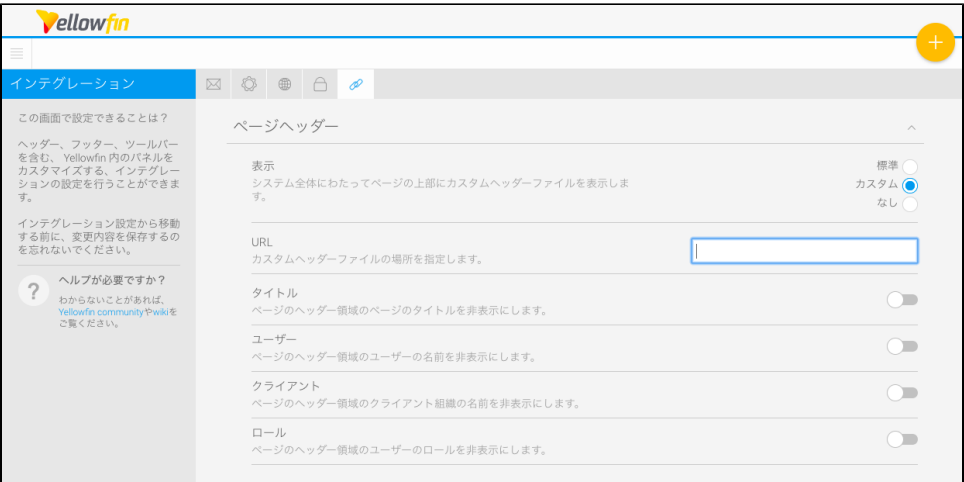 Yellowfin
+
インテグレーション
この画面で設定できることは？
ヘッダー、フッター、ツールバー
を含む、 Yellowfin 内のパネルを
カスタマイズする、インテグレー
ションの設定を行うことができま
す。
インテグレーション設定から移動
する前に、変更内容を保存するの
を忘れないでください。
?
ヘルプが必要ですか？
わからないことがあれば、
Yellowfin communityやwikiを
ご覧ください。
ページヘッダー
表示
システム全体にわたってページの上部にカスタムヘッダーファイルを表示しま
す。
標準
カスタム
なし
URL
カスタムヘッダーファイルの場所を指定します。
タイトル
ページのヘッダー領域のページのタイトルを非表示にします。
ユーザー
ページのヘッダー領域のユーザーの名前を非表示にします。
クライアント
ページのヘッダー領域のクライアント組織の名前を非表示にします。
ロール
ページのヘッダー領域のユーザーのロールを非表示にします。